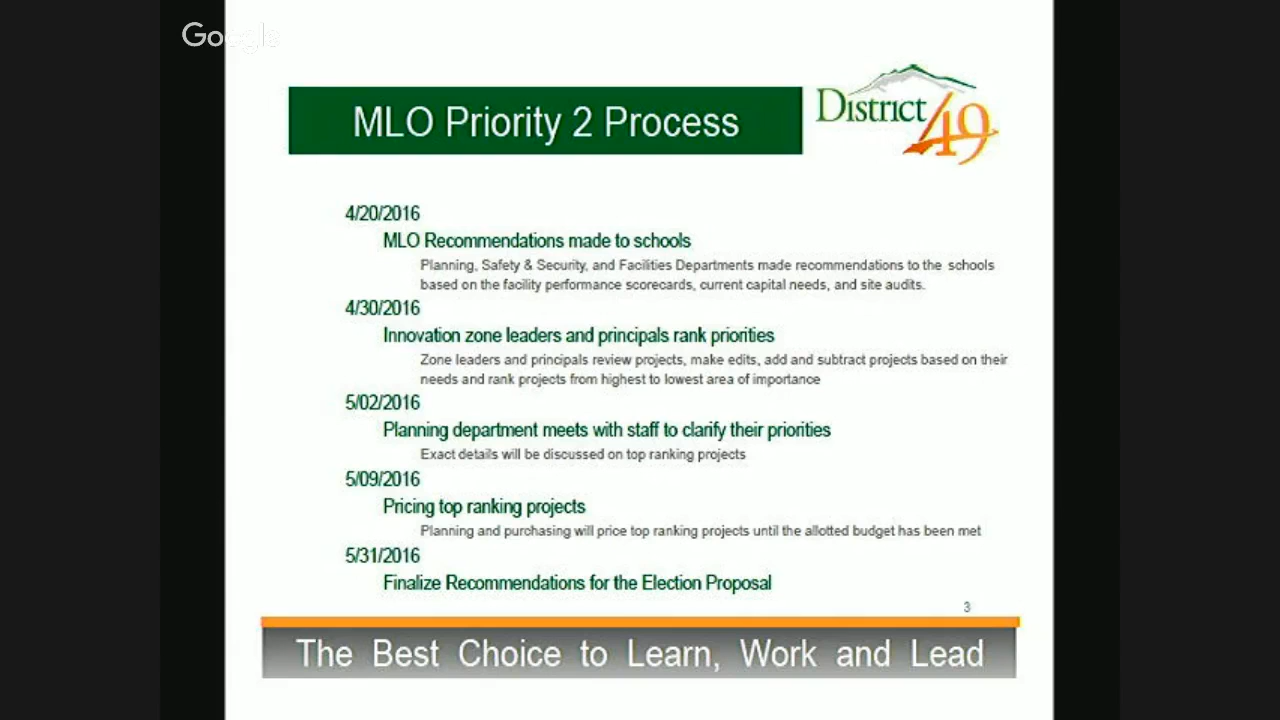 Google
MLO Priority 2 Process
District
49
4/20/2016
MLO Recommendations made to schools
Planning, Safety & Security, and Facilities Departments made recommendations to the schools
based on the facility performance scorecards, current capital needs, and site audits.
4/30/2016
Innovation zone leaders and principals rank priorities
Zone leaders and principals review projects, make edits, add and subtract projects based on their
needs and rank projects from highest to lowest area of importance
5/02/2016
Planning department meets with staff to clarify their priorities
Exact details will be discussed on top ranking projects
5/09/2016
Pricing top ranking projects
Planning and purchasing will price top ranking projects until the allotted budget has been met
5/31/2016
Finalize Recommendations for the Election Proposal
3
The Best Choice to Learn, Work and Lead